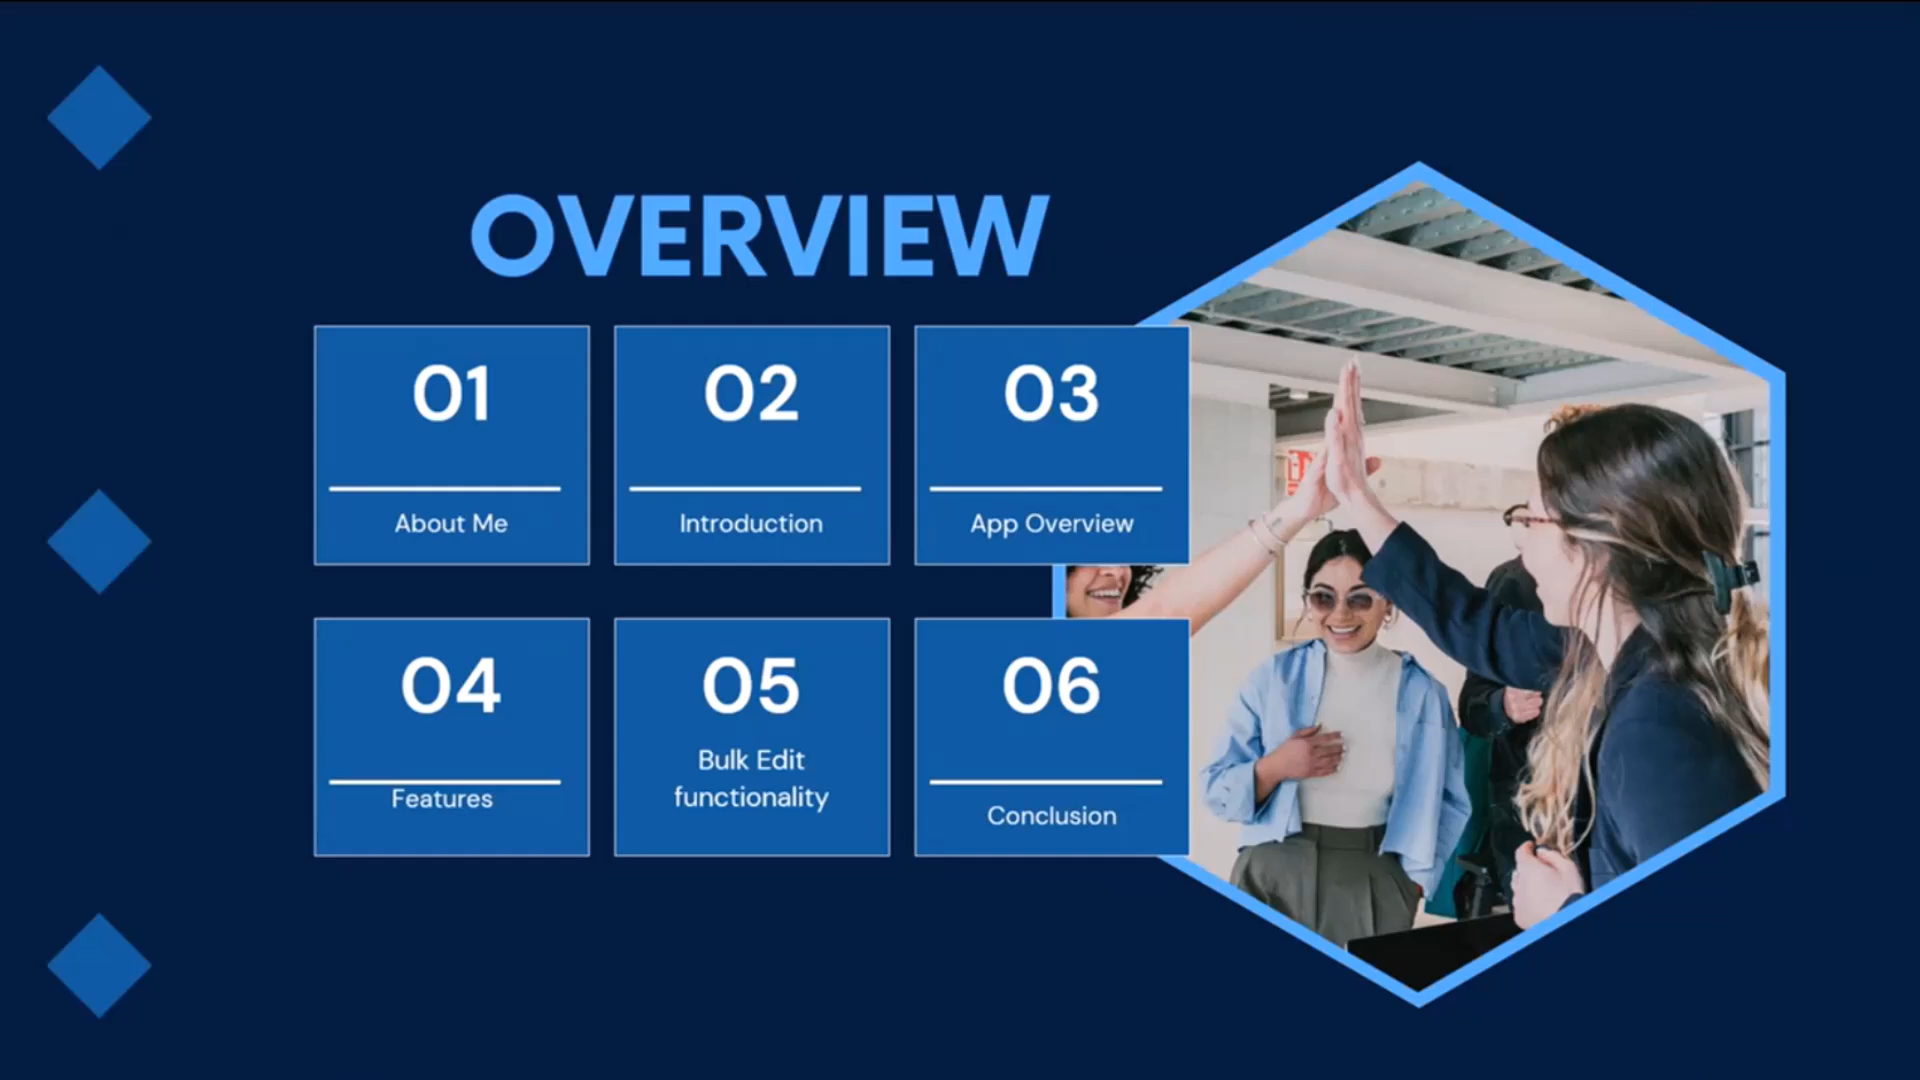 OVERVIEW
01
About Me
02
Introduction
03
App Overview
04
Features
05
Bulk Edit
functionality
06
Conclusion